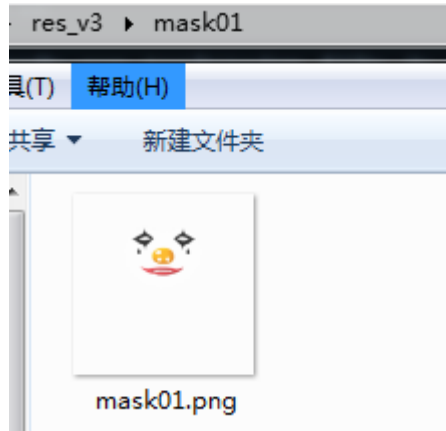 res_v3 ▸ mask01
具(T) 帮助(H)
共享 ▾ 新建文件夹
mask01.png